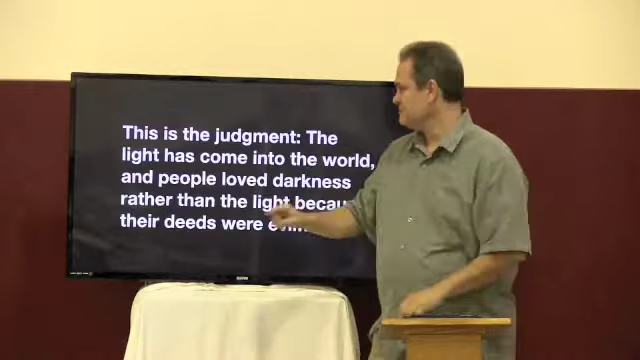 This is the judgment: The
light has come into the world,
and people loved darkness
rather than the light
their deeds were